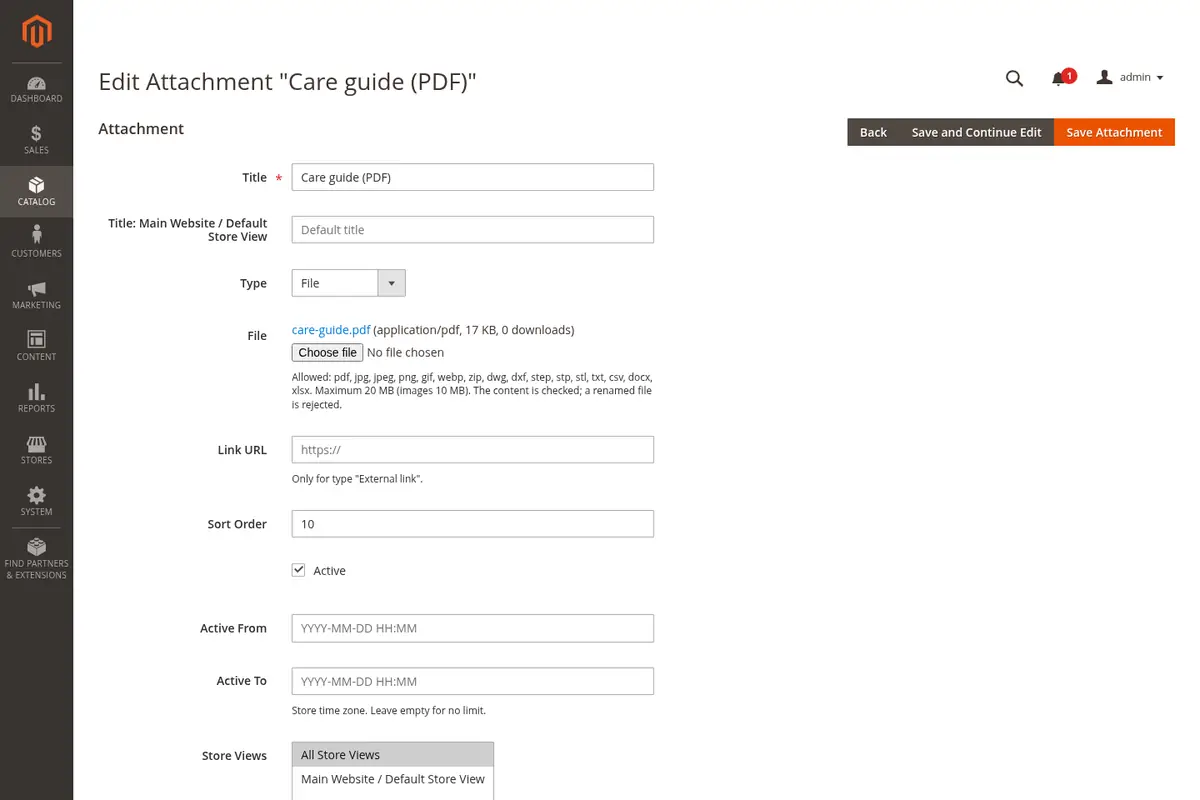 Edit Attachment "Care guide (PDF)"
1
admin
Attachment
Back
Save and Continue Edit
Save Attachment
DASHBOARD
SALES
CATALOG
CUSTOMERS
MARKETING
CONTENT
REPORTS
STORES
SYSTEM
FIND PARTNERS
& EXTENSIONS
Title *
Care guide (PDF)
Title: Main Website / Default
Store View
Default title
Type
File
File
care-guide.pdf (application/pdf, 17 KB, 0 downloads)
Choose file No file chosen
Allowed: pdf, jpg, jpeg, png, gif, webp, zip, dwg, dxf, step, stp, stl, txt, csv, docx,
xlsx. Maximum 20 MB (images 10 MB). The content is checked; a renamed file
is rejected.
Link URL
https://
Only for type "External link".
Sort Order
10
Active
Active From
YYYY-MM-DD HH:MM
Active To
YYYY-MM-DD HH:MM
Store time zone. Leave empty for no limit.
Store Views
All Store Views
Main Website / Default Store View